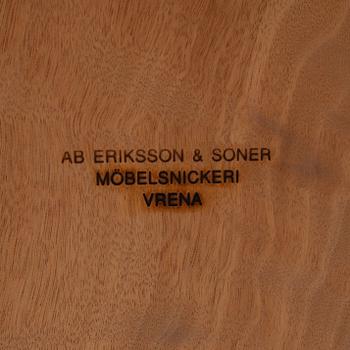 AB ERIKSSON & SONER
MÖBELSNICKERI
VRENA